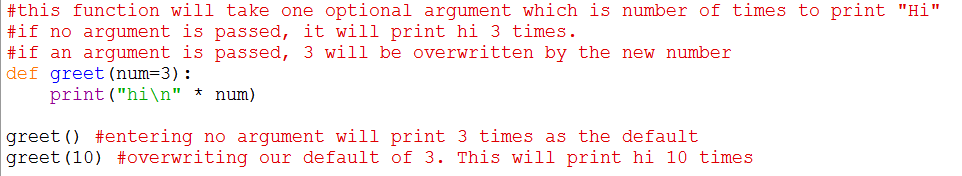 #this function will take one optional argument which is number of times to print "Hi"
#if no argument is passed, it will print hi 3 times.
#if an argument is passed, 3 will be overwritten by the new number
def greet(num=3):
    print("hi\n" * num)

greet() #entering no argument will print 3 times as the default
greet(10) #overwriting our default of 3. This will print hi 10 times